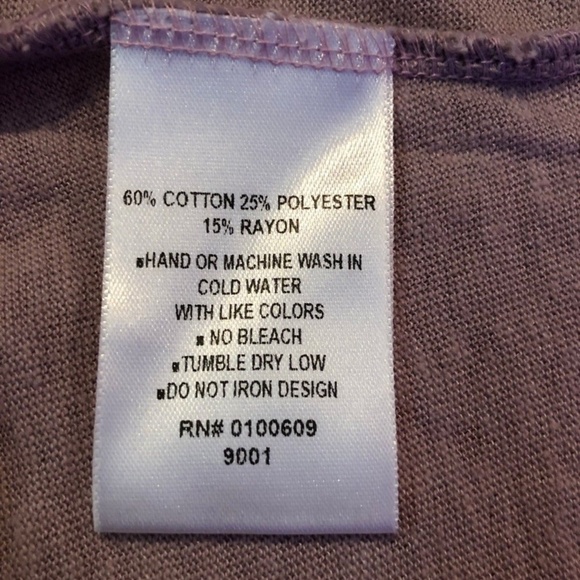 60% COTTON 25% POLYESTER
15% RAYON
▪HAND OR MACHINE WASH IN
COLD WATER
WITH LIKE COLORS
▪ NO BLEACH
▪TUMBLE DRY LOW
▪DO NOT IRON DESIGN
RN# 0100609
9001